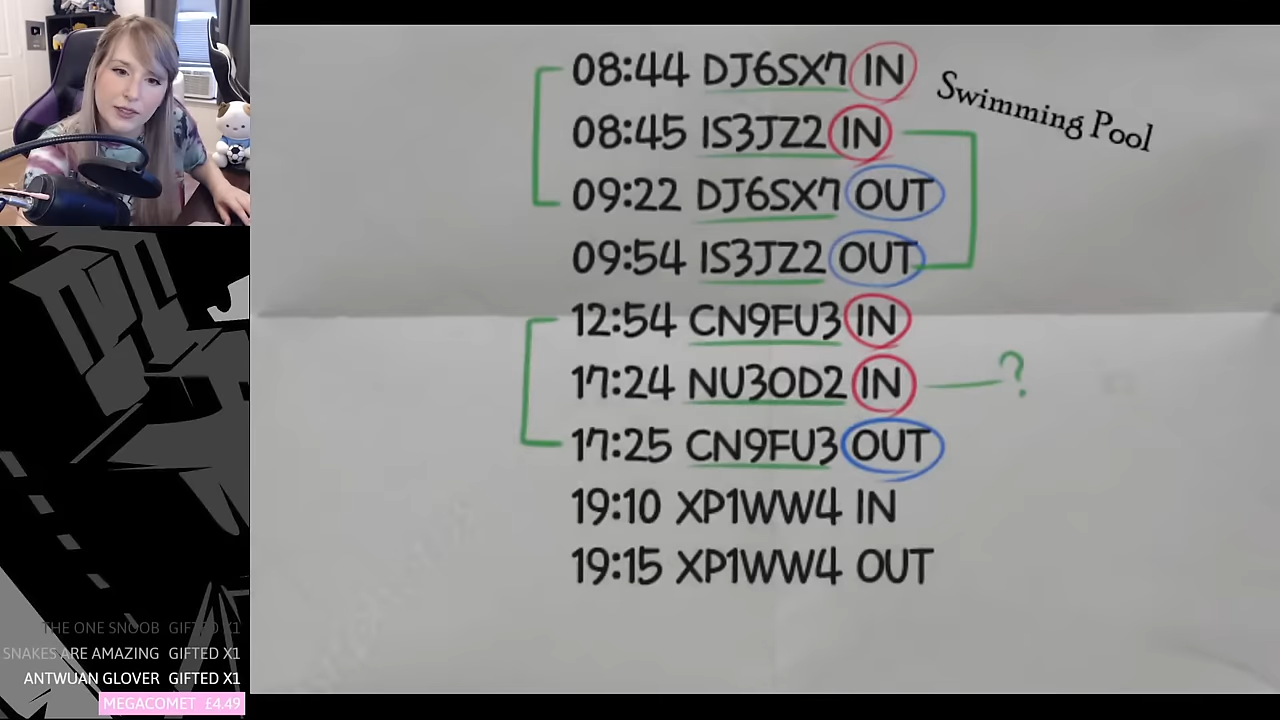 08:44 DJ6SX7 IN
Swimming Pool
08:45 IS3JZ2 IN
09:22 DJ6SX7 OUT
09:54 IS3JZ2 OUT
12:54 CN9FU3 IN
17:24 NU3OD2 IN ?
17:25 CN9FU3 OUT
19:10 XP1WW4 IN
19:15 XP1WW4 OUT
THE ONE SNOOB GIFTED X1
SNAKES ARE AMAZING GIFTED X1
ANTWUAN GLOVER GIFTED X1
MEGACOMET £4.49